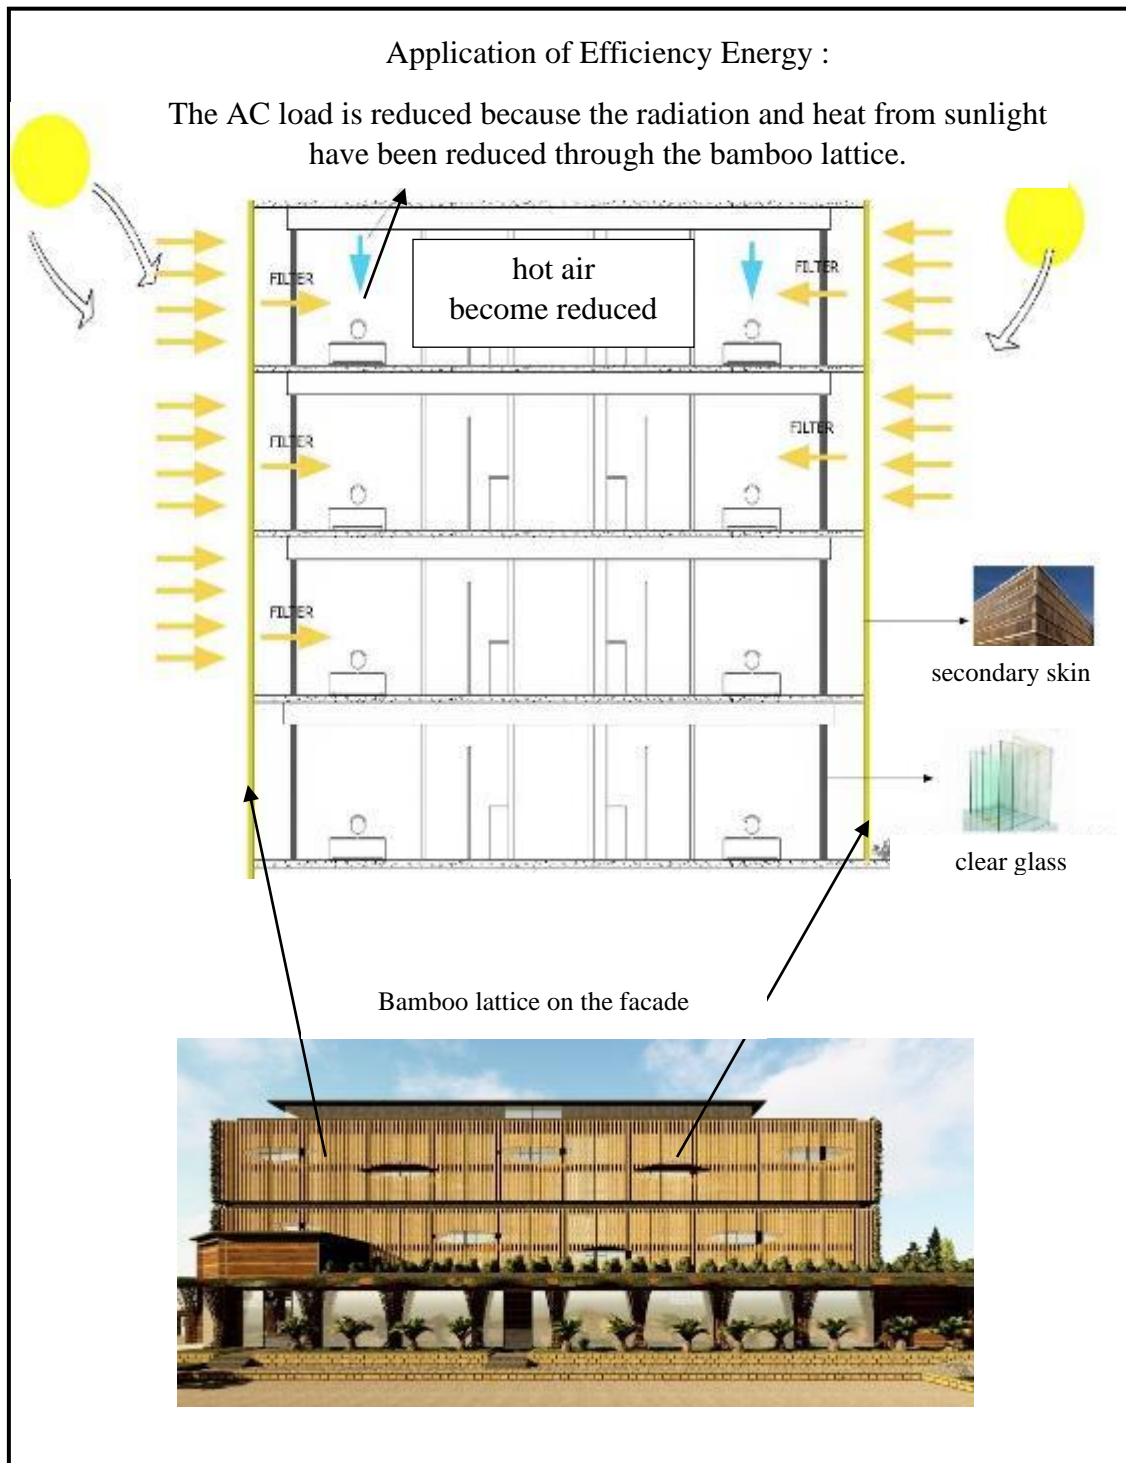 Application of Efficiency Energy :
The AC load is reduced because the radiation and heat from sunlight
have been reduced through the bamboo lattice.
hot air
become reduced
FILTER
FILTER
FILTER
FILTER
FILTER
secondary skin
clear glass
Bamboo lattice on the facade